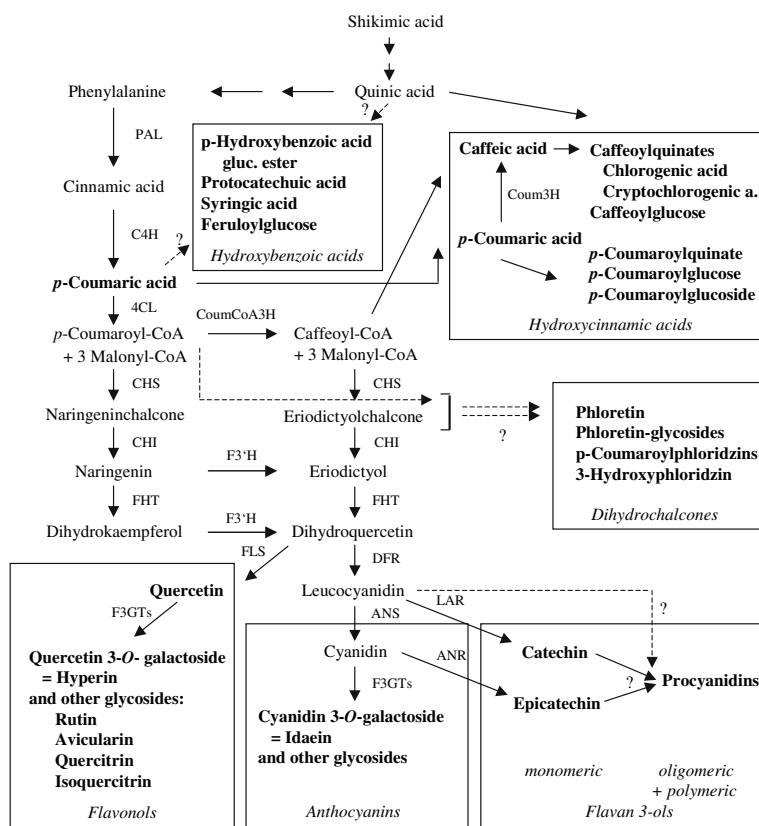 Shikimic acid
Phenylalanine
Quinic acid
?
PAL
p-Hydroxybenzoic acid
gluc. ester
Protocatechuic acid
Syringic acid
Feruloylglucose
Hydroxybenzoic acids
Caffeic acid
Caffeoylquinates
Chlorogenic acid
Cryptochlorogenic a.
Caffeoylglucose
Coum3H
p-Coumaric acid
p-Coumaroylquinate
p-Coumaroylglucose
p-Coumaroylglucoside
Hydroxycinnamic acids
Cinnamic acid
C4H
?
p-Coumaric acid
4CL
CoumCoA3H
p-Coumaroyl-CoA
+ 3 Malonyl-CoA
Caffeoyl-CoA
+ 3 Malonyl-CoA
CHS
CHS
Naringeninchalcone
Eriodictyolchalcone
?
CHI
CHI
Phloretin
Phloretin-glycosides
p-Coumaroylphloridzins
3-Hydroxyphloridzin
Dihydrochalcones
Naringenin
F3‘H
Eriodictyol
FHT
FHT
Dihydrokaempferol
F3‘H
Dihydroquercetin
FLS
DFR
Quercetin
Leucocyanidin
LAR
?
F3GTs
ANS
Cyanidin
ANR
Catechin
?
Procyanidins
Epicatechin
Quercetin 3-O- galactoside
= Hyperin
and other glycosides:
Rutin
Avicularin
Quercitrin
Isoquercitrin
Flavonols
F3GTs
Cyanidin 3-O-galactoside
= Idaein
and other glycosides
Anthocyanins
monomeric
oligomeric
+ polymeric
Flavan 3-ols